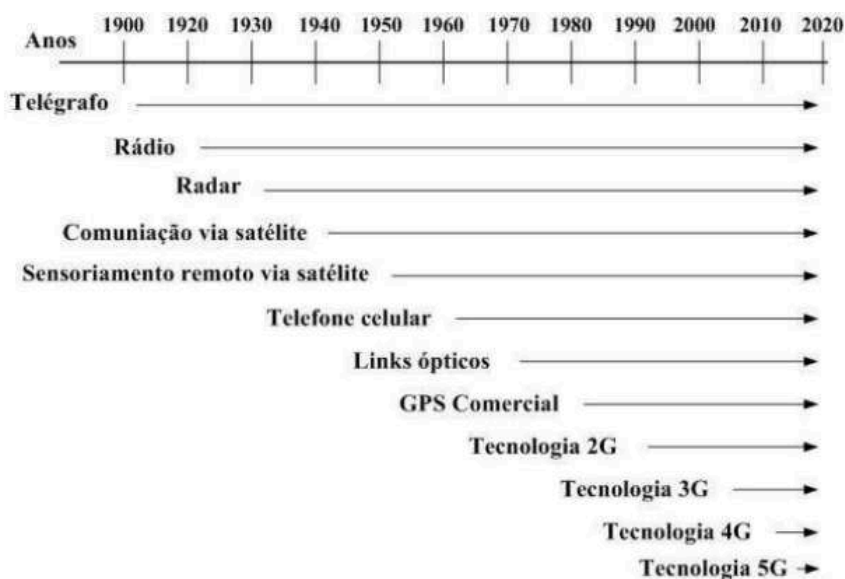 1900 1920 1930 1940 1950 1960 1970 1980 1990 2000 2010 2020
Anos
Telégrafo
Rádio
Radar
Comuniação via satélite
Sensoriamento remoto via satélite
Telefone celular
Links ópticos
GPS Comercial
Tecnologia 2G
Tecnologia 3G
Tecnologia 4G
Tecnologia 5G